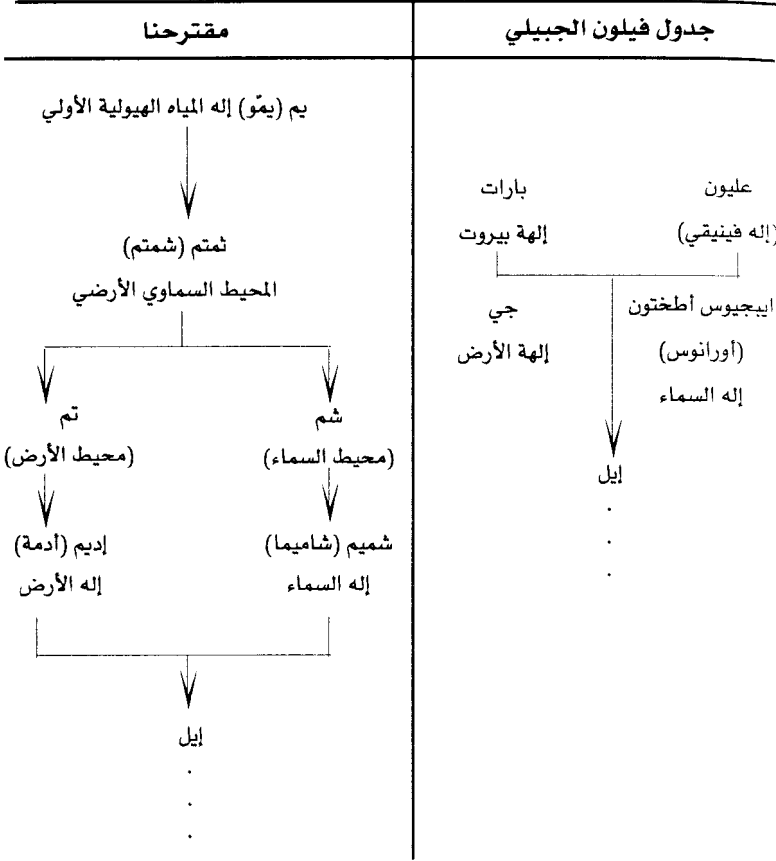 جدول فيلون الجبيلي
عليون
بارات
(إله فينيقي)
إلهة بيروت
ايبجيوس أطختون
جي
(أورانوس)
إلهة الأرض
إله السماء
إيل
.
.
.
مقترحنا
يم (يمّو) إله المياه الهيولية الأولي
ثمتم (شمتم)
المحيط السماوي الأرضي
شم
تم
(محيط السماء)
(محيط الأرض)
شميم (شاميما)
إديم (أدمة)
إله السماء
إله الأرض
إيل
.
.
.